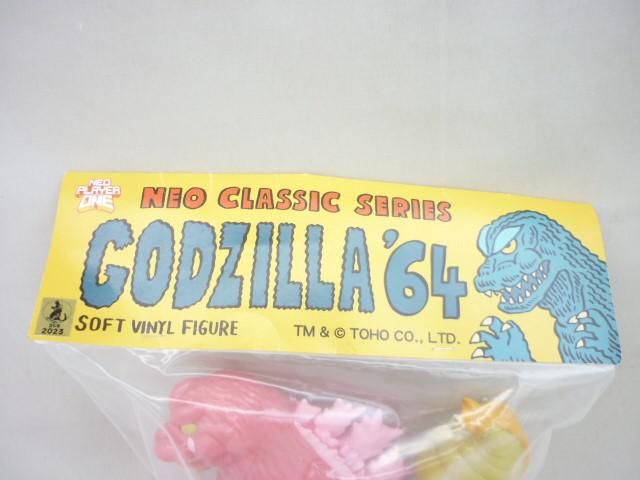 NEO
PLAYER
ONE
NEO CLASSIC SERIES
GODZILLA '64
2023
SOFT VINYL FIGURE
TM & © TOHO CO., LTD.